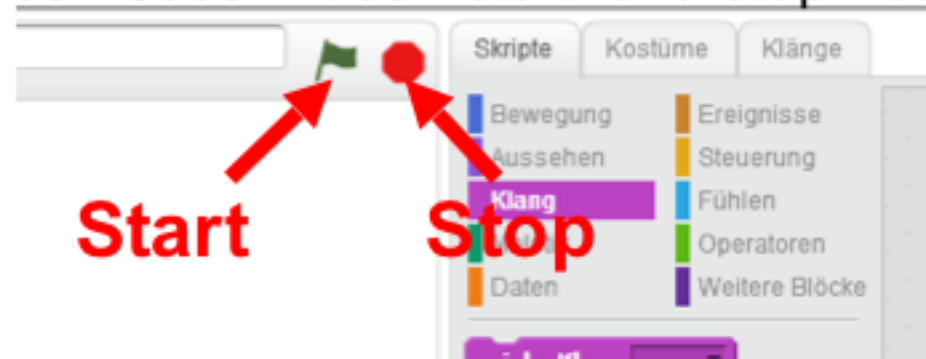 Skripte Kostüme Klänge
Bewegung Ereignisse
Aussehen Steuerung
Klang Fühlen
Start Stop
Operatoren
Daten Weitere Blöcke